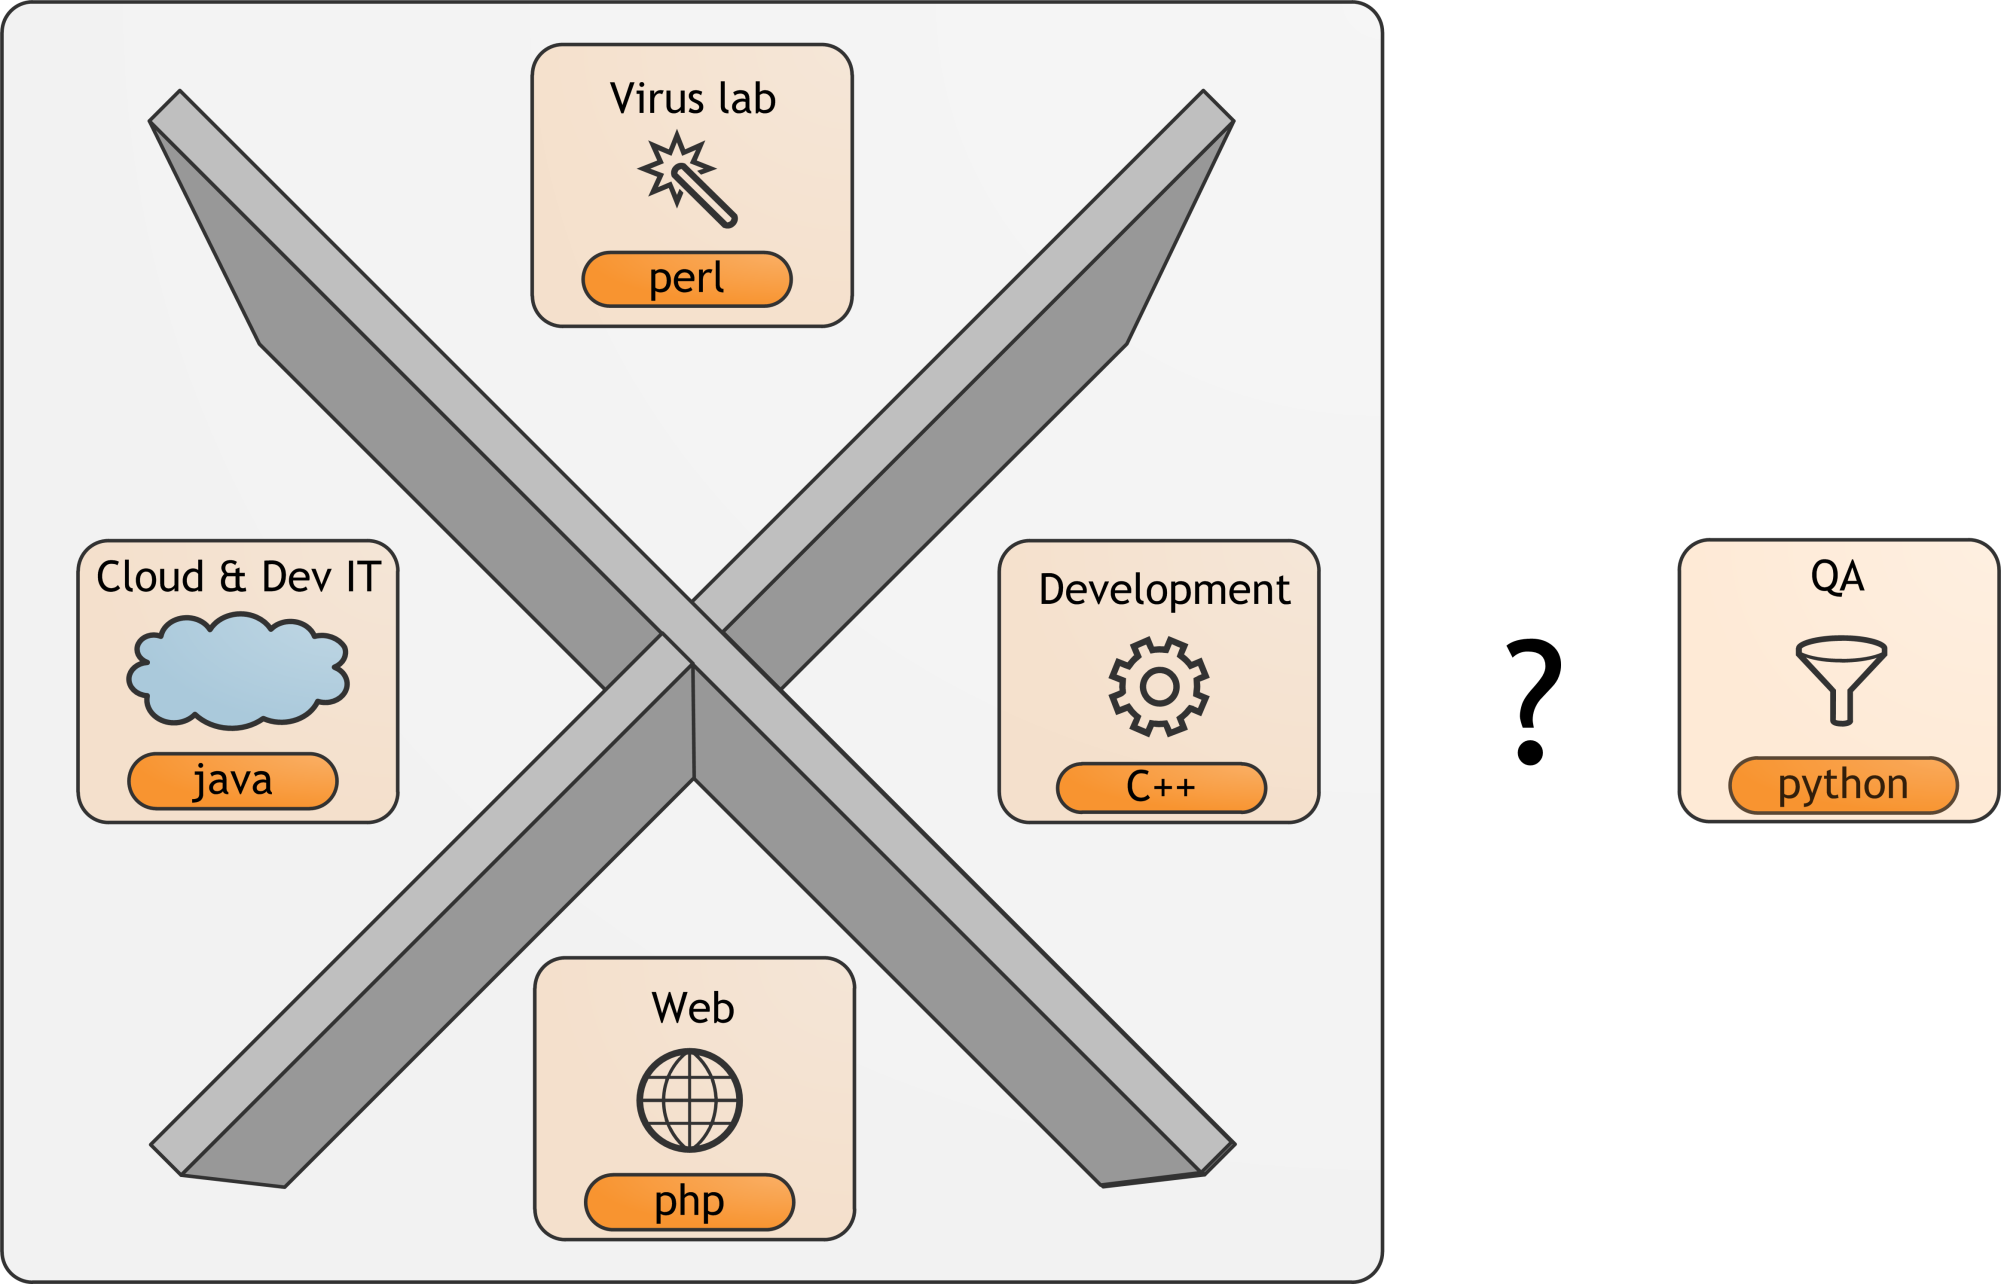 Virus lab
perl
Cloud & Dev IT
java
Development
C++
?
QA
python
Web
php